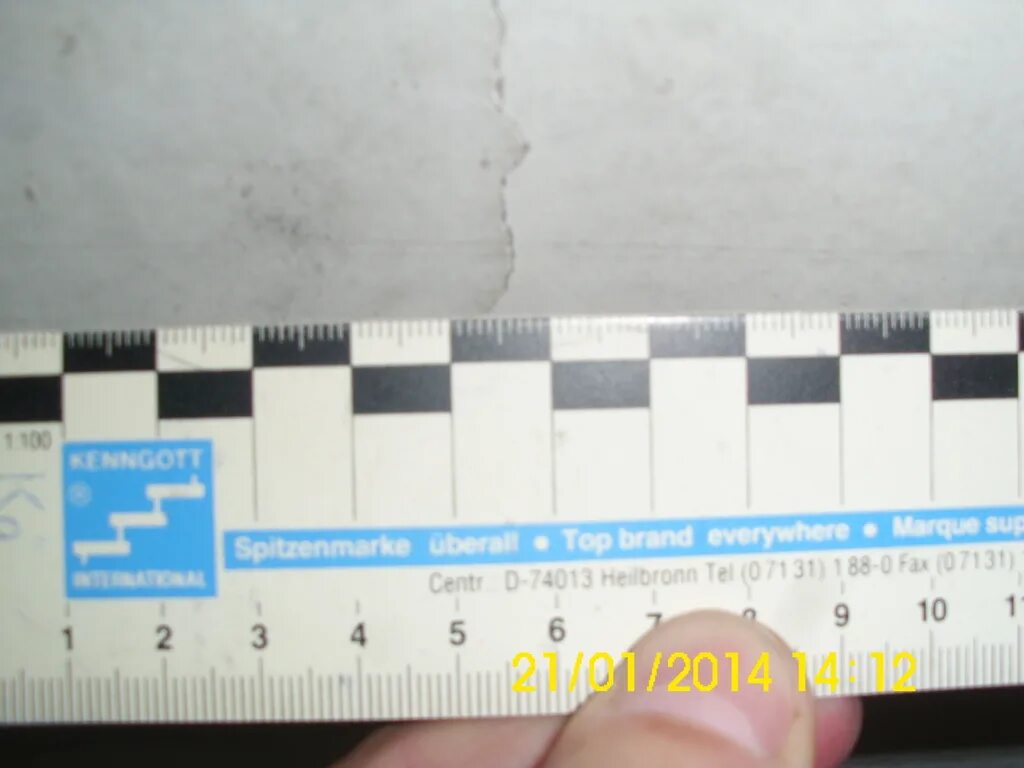 1:100
KENNGOTT
®
INTERNATIONAL
Spitzenmarke überall • Top brand everywhere • Marque sup
Centr D-74013 Heilbronn Tel (07131) 188-0 Fax (07131)
1 2 3 4 5 6 7 8 9 10 11
21/01/2014 14:12